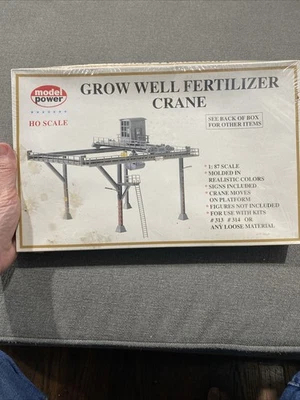 model
power
HO SCALE
GROW WELL FERTILIZER
CRANE
SEE BACK OF BOX
FOR OTHER ITEMS
* 1: 87 SCALE
* MOLDED IN
REALISTIC COLORS
* SIGNS INCLUDED
* CRANE MOVES
ON PLATFORM
* FIGURES NOT INCLUDED
* FOR USE WITH KITS
# 313 # 314 OR
ANY LOOSE MATERIAL